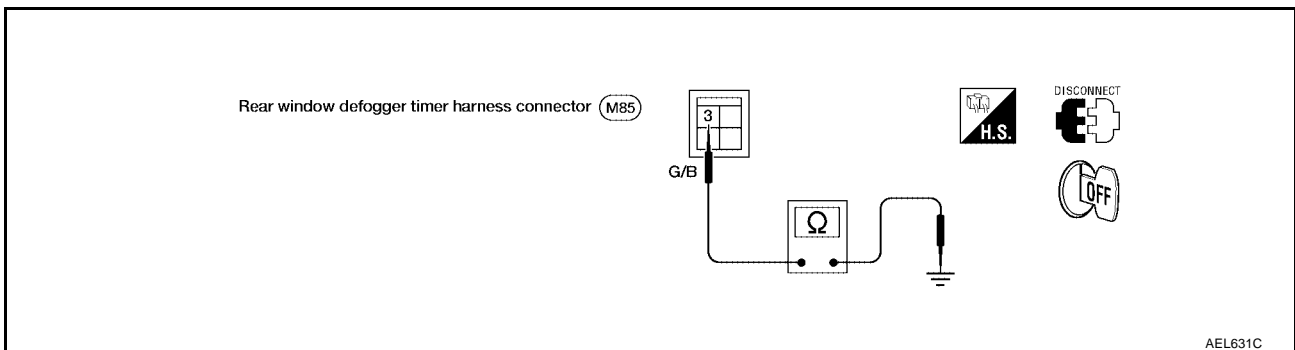 Rear window defogger timer harness connector M85
3
G/B
Ω
H.S.
DISCONNECT
OFF
AEL631C